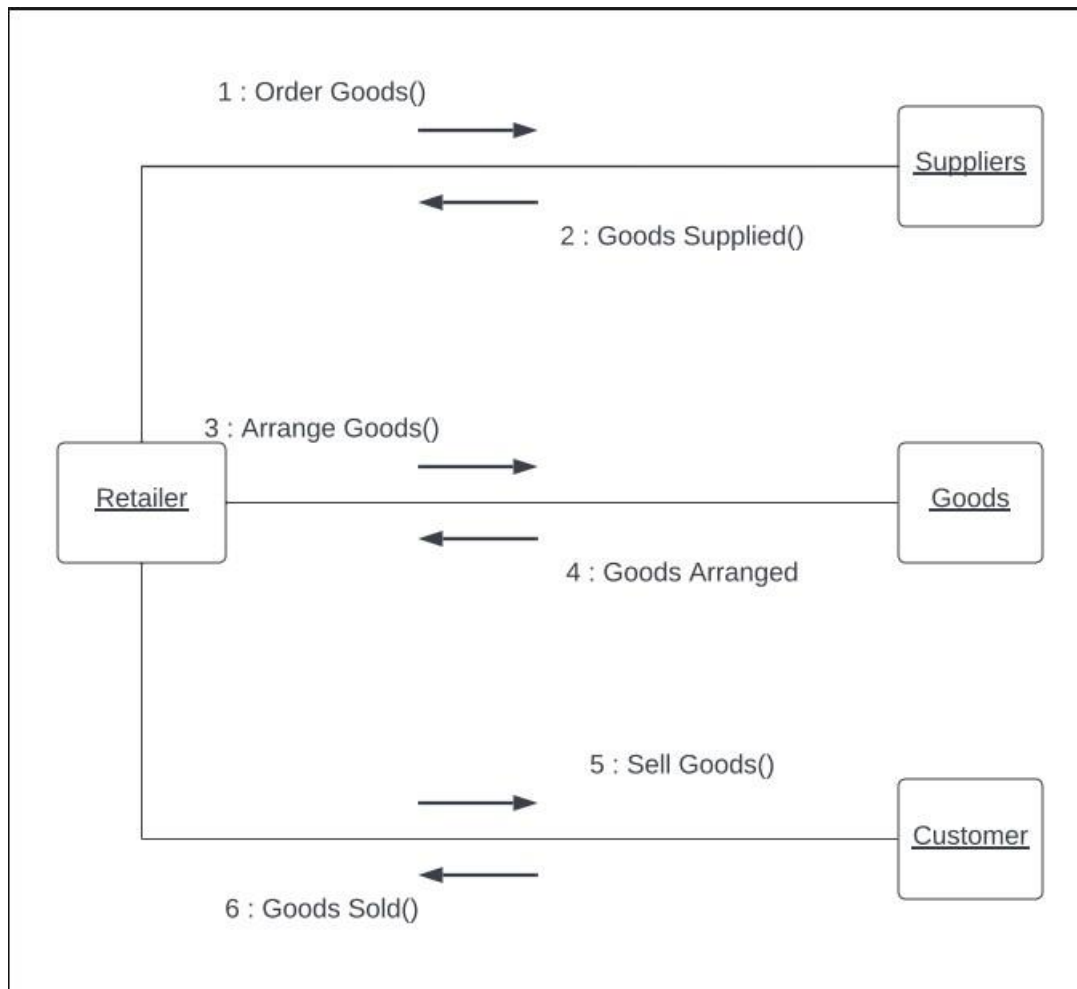 1 : Order Goods()
Suppliers
2 : Goods Supplied()
3 : Arrange Goods()
Retailer
Goods
4 : Goods Arranged
5 : Sell Goods()
Customer
6 : Goods Sold()